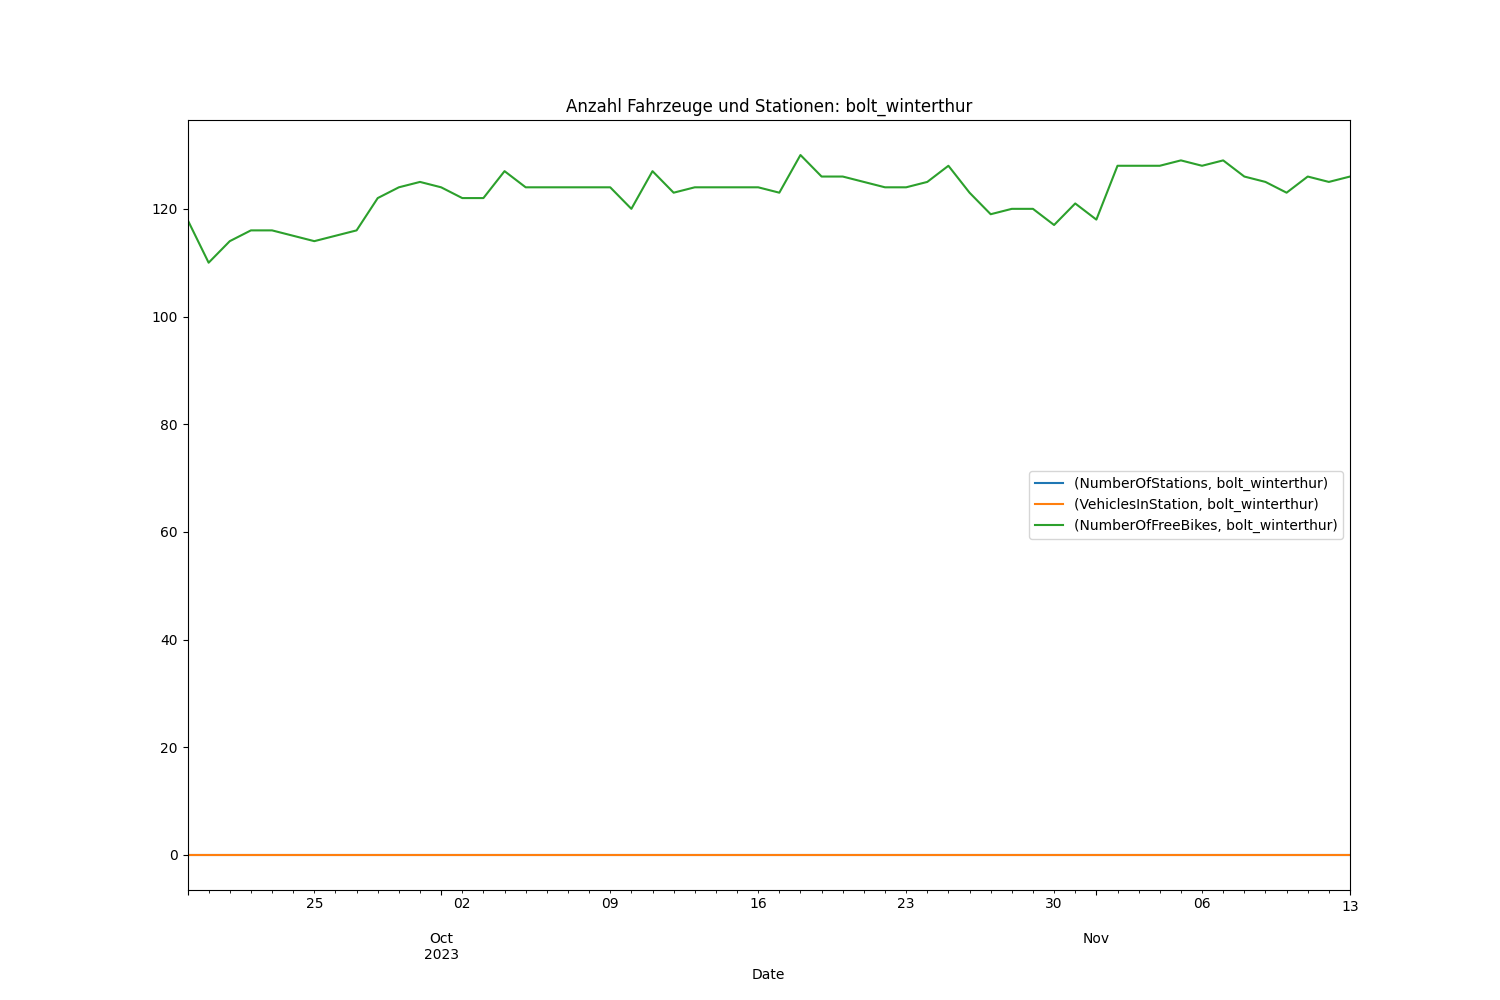 Anzahl Fahrzeuge und Stationen: bolt_winterthur
120
100
80
60
40
20
0
(NumberOfStations, bolt_winterthur)
(VehiclesInStation, bolt_winterthur)
(NumberOfFreeBikes, bolt_winterthur)
25 02 09 16 23 30 06 13
Oct Nov
2023
Date